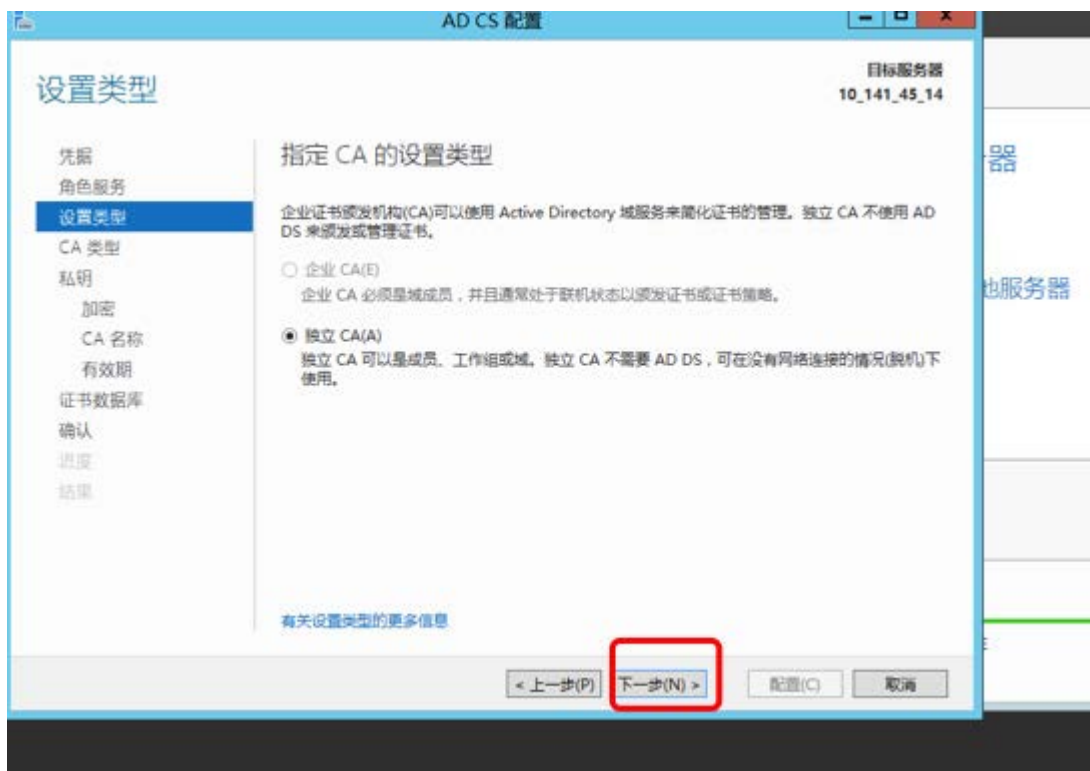 AD CS 配置
设置类型
目标服务器
10_141_45_14
凭据
角色服务
设置类型
CA 类型
私钥
加密
CA 名称
有效期
证书数据库
确认
进度
结果
指定 CA 的设置类型
企业证书颁发机构(CA)可以使用 Active Directory 域服务来简化证书的管理。独立 CA 不使用 AD
DS 来颁发或管理证书。
企业 CA(E)
企业 CA 必须是域成员，并且通常处于联机状态以颁发证书或证书策略。
独立 CA(A)
独立 CA 可以是成员、工作组或域。独立 CA 不需要 AD DS，可在没有网络连接的情况(脱机)下
使用。
有关设置类型的更多信息
< 上一步(P)
下一步(N) >
配置(C)
取消
器
地服务器